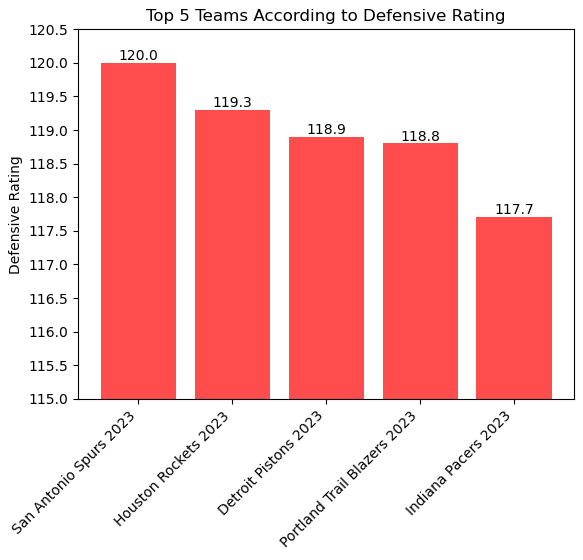 Top 5 Teams According to Defensive Rating
Defensive Rating
120.5
120.0
119.5
119.0
118.5
118.0
117.5
117.0
116.5
116.0
115.5
115.0
120.0
119.3
118.9
118.8
117.7
San Antonio Spurs 2023
Houston Rockets 2023
Detroit Pistons 2023
Portland Trail Blazers 2023
Indiana Pacers 2023